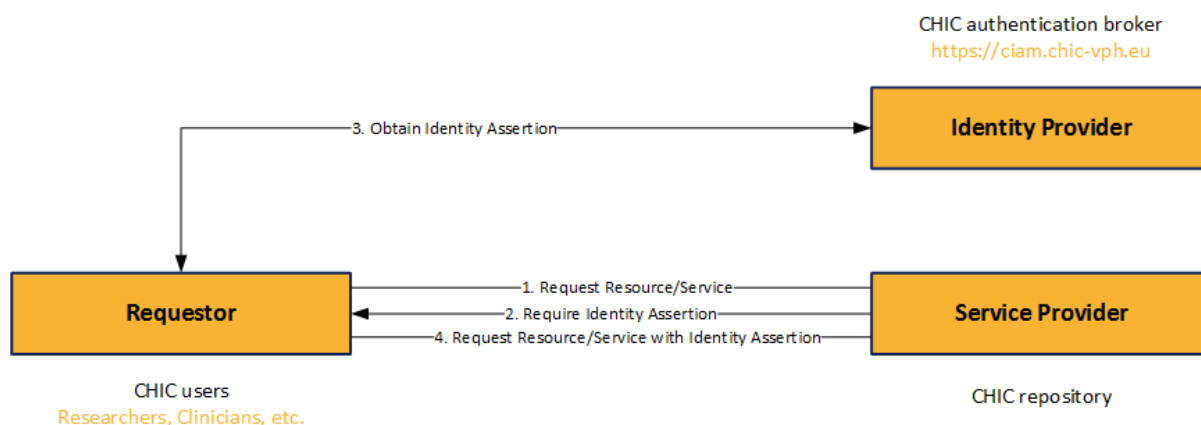 CHIC authentication broker
https://ciam.chic-vph.eu
Identity Provider
3. Obtain Identity Assertion
Requestor
1. Request Resource/Service
2. Require Identity Assertion
4. Request Resource/Service with Identity Assertion
Service Provider
CHIC users
Researchers, Clinicians, etc.
CHIC repository